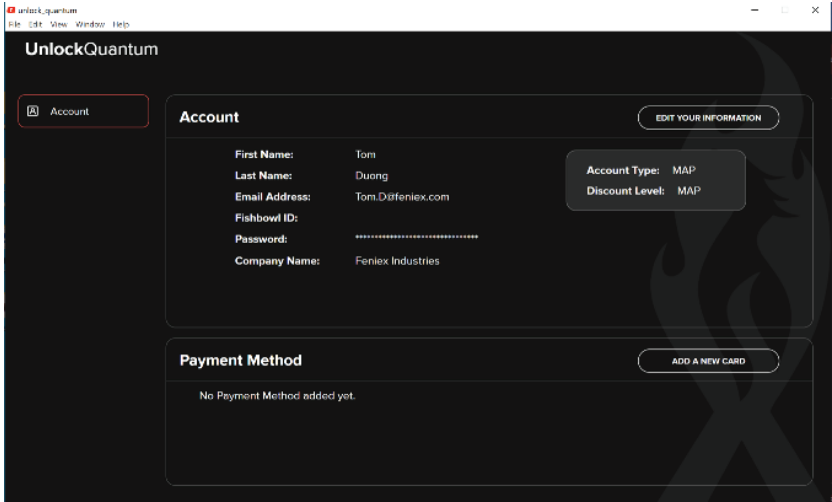 unlock_quantum
File Edit View Window Help
UnlockQuantum
Account
Account
EDIT YOUR INFORMATION
First Name: Tom
Last Name: Duong
Email Address: Tom.D@feniex.com
Fishbowl ID:
Password: ********************************
Company Name: Feniex Industries
Account Type: MAP
Discount Level: MAP
Payment Method
ADD A NEW CARD
No Payment Method added yet.